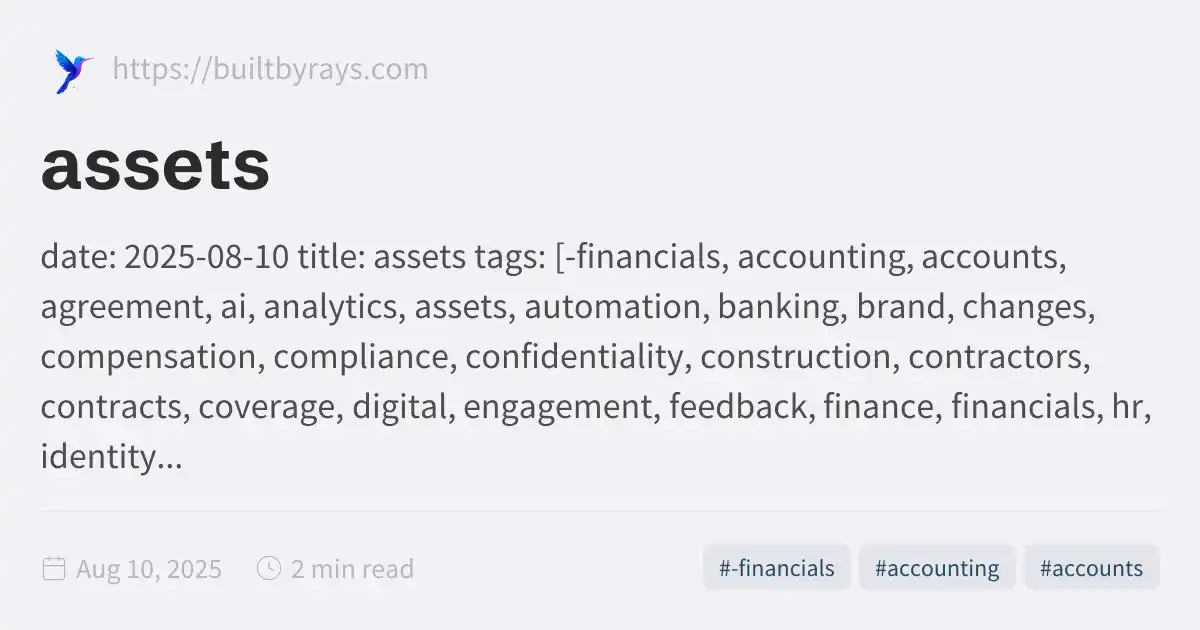 https://builtbyrays.com
assets
date: 2025-08-10 title: assets tags: [-financials, accounting, accounts,
agreement, ai, analytics, assets, automation, banking, brand, changes,
compensation, compliance, confidentiality, construction, contractors,
contracts, coverage, digital, engagement, feedback, finance, financials, hr,
identity...
Aug 10, 2025 2 min read #-financials #accounting #accounts